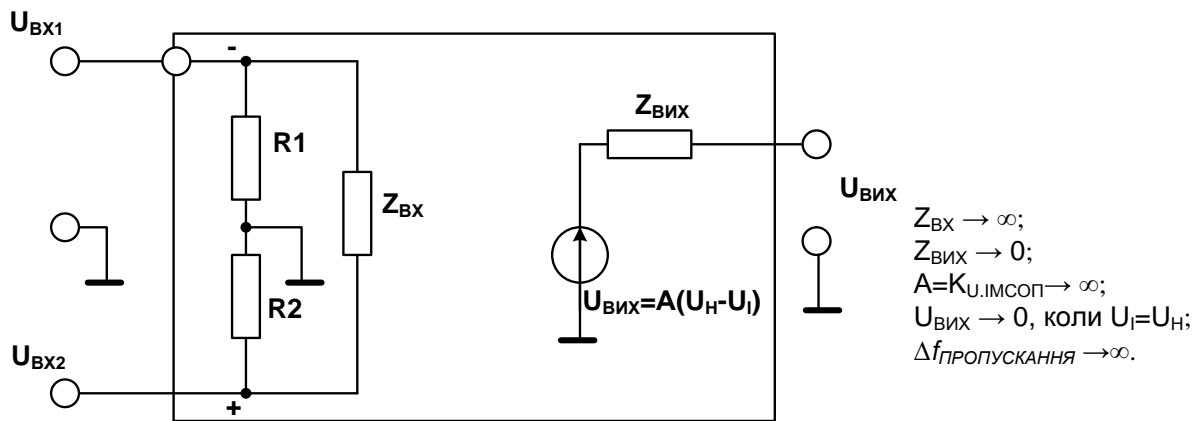 U_ВХ1
-
Z_ВИХ
R1
Z_ВХ
U_ВИХ
Z_ВХ → ∞;
Z_ВИХ → 0;
U_ВИХ=A(U_Н-U_І)
A=K_U.ІМСОП→ ∞;
R2
U_ВИХ → 0, коли U_І=U_Н;
U_ВХ2
Δf_ПРОПУСКАННЯ →∞.
+